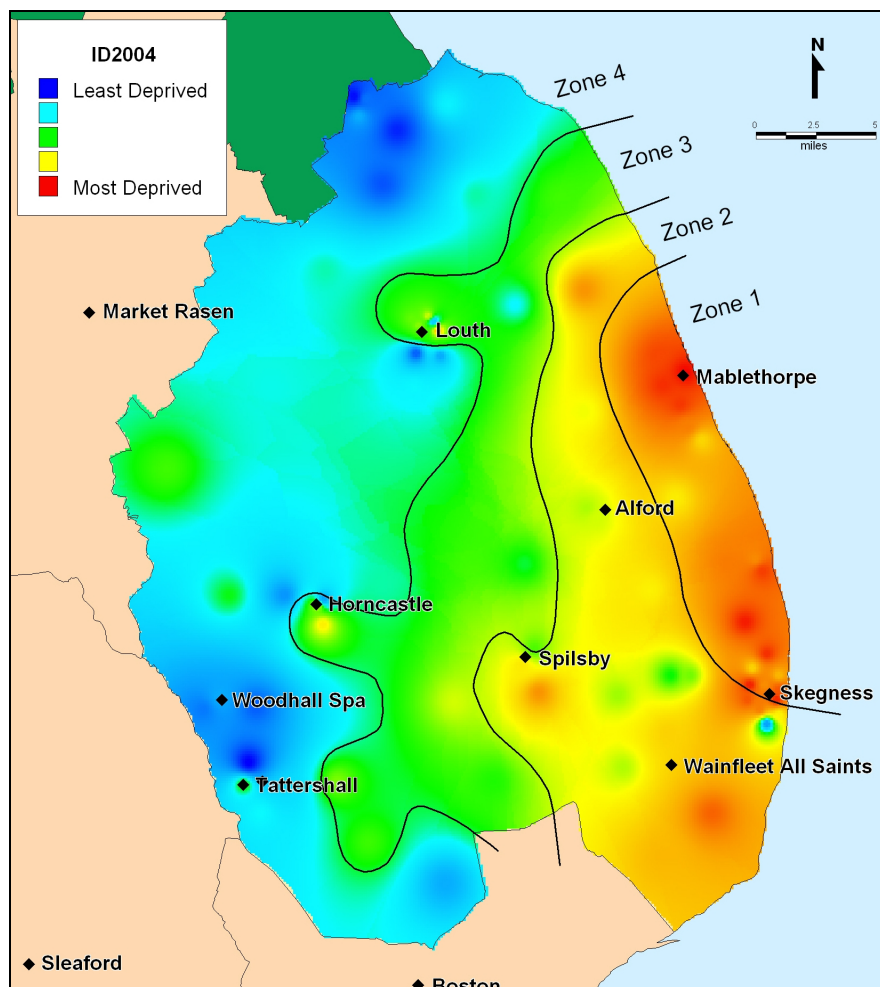 ID2004
Least Deprived
Most Deprived
N
0 2.5 5
miles
Zone 4
Zone 3
Zone 2
Zone 1
Market Rasen
Louth
Mablethorpe
Alford
Horncastle
Spilsby
Woodhall Spa
Skegness
Wainfleet All Saints
Tattershall
Sleaford
Boston